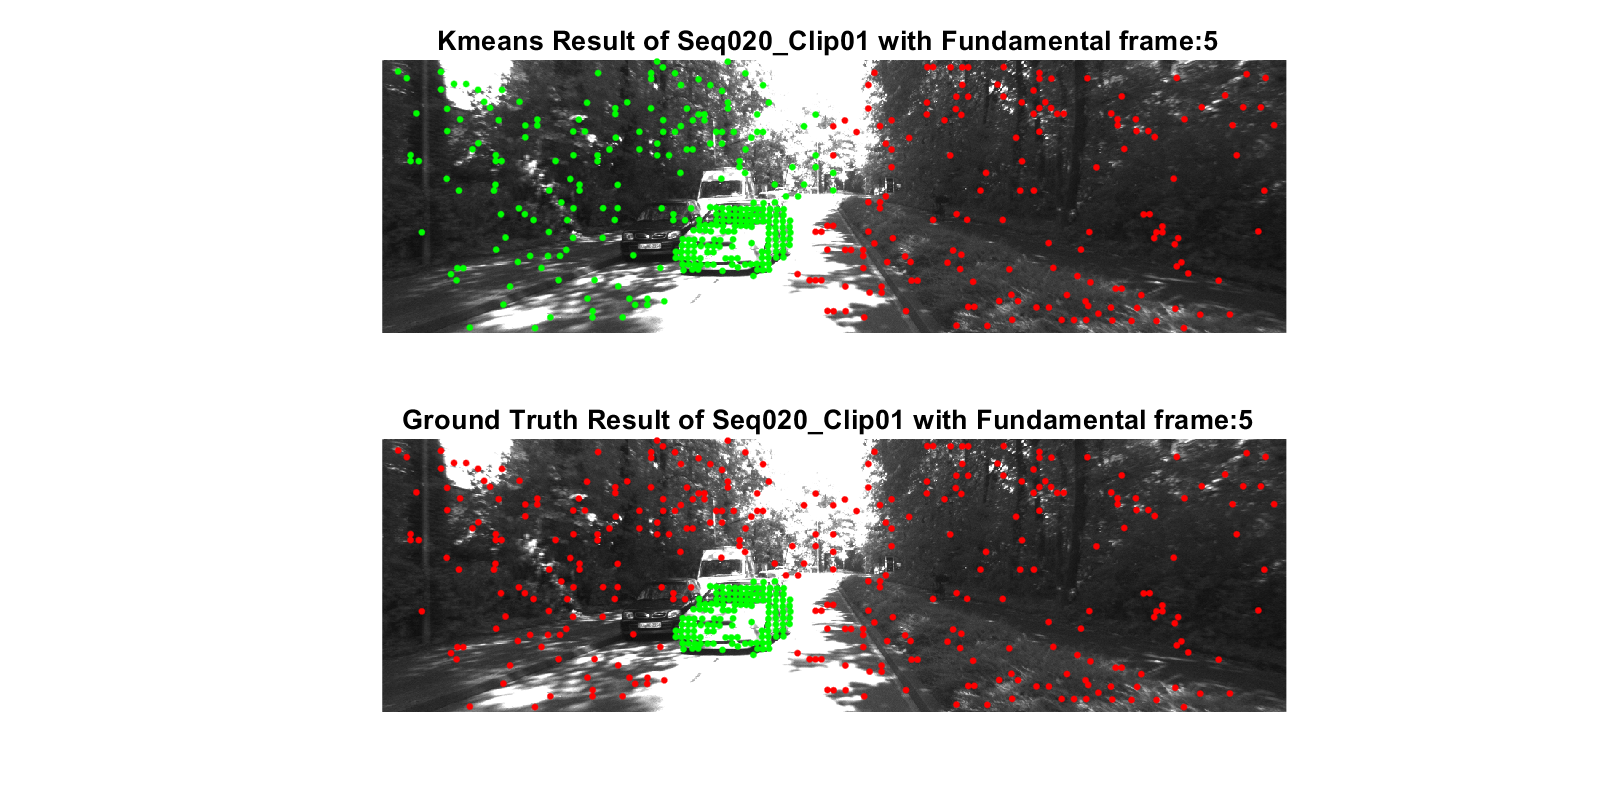 Kmeans Result of Seq020_Clip01 with Fundamental frame:5
Ground Truth Result of Seq020_Clip01 with Fundamental frame:5